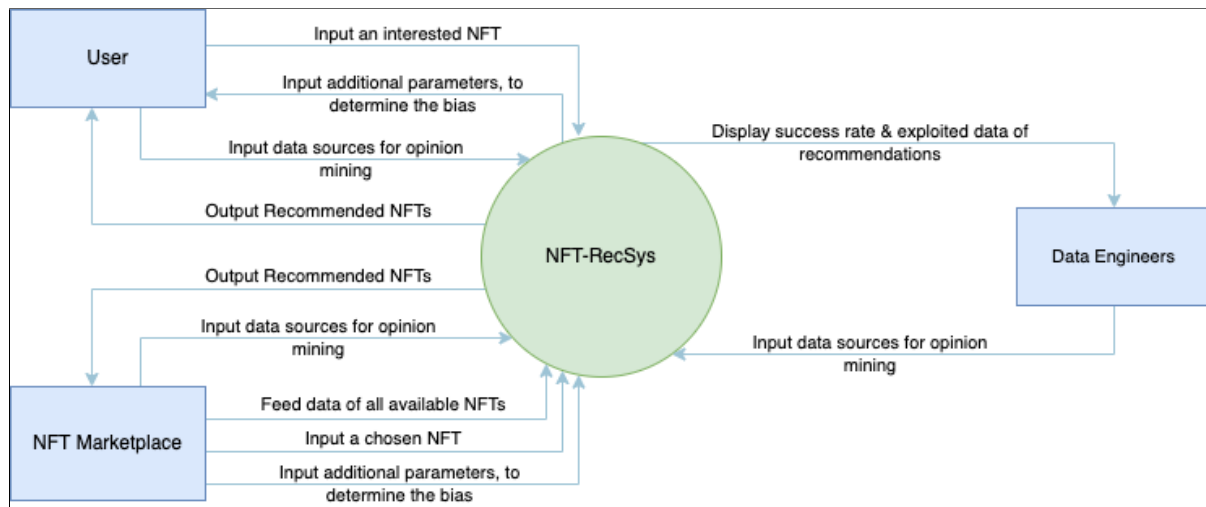 User
Input an interested NFT
Input additional parameters, to
determine the bias
Input data sources for opinion
mining
Output Recommended NFTs
Display success rate & exploited data of
recommendations
NFT-RecSys
Data Engineers
Output Recommended NFTs
Input data sources for opinion
mining
Input data sources for opinion
mining
NFT Marketplace
Feed data of all available NFTs
Input a chosen NFT
Input additional parameters, to
determine the bias